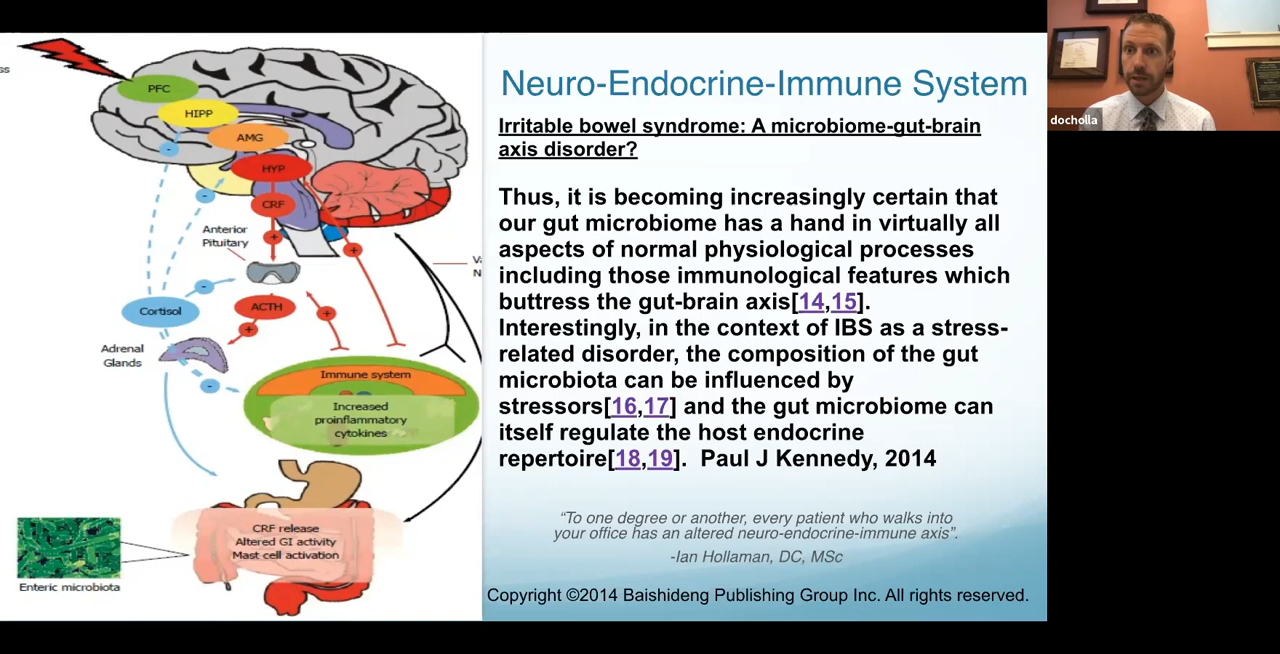 ss
PFC
HIPP
AMG
HYP
CRF
Anterior
Pituitary
V
N
Cortisol
ACTH
Adrenal
Glands
Immune system
Increased
proinflammatory
cytokines
CRF release
Altered GI activity
Mast cell activation
Enteric microbiota
Neuro-Endocrine-Immune System
Irritable bowel syndrome: A microbiome-gut-brain
axis disorder?
Thus, it is becoming increasingly certain that
our gut microbiome has a hand in virtually all
aspects of normal physiological processes
including those immunological features which
buttress the gut-brain axis[14,15].
Interestingly, in the context of IBS as a stress-
related disorder, the composition of the gut
microbiota can be influenced by
stressors[16,17] and the gut microbiome can
itself regulate the host endocrine
repertoire[18,19]. Paul J Kennedy, 2014
“To one degree or another, every patient who walks into
your office has an altered neuro-endocrine-immune axis”.
-Ian Hollaman, DC, MSc
Copyright ©2014 Baishideng Publishing Group Inc. All rights reserved.
docholla